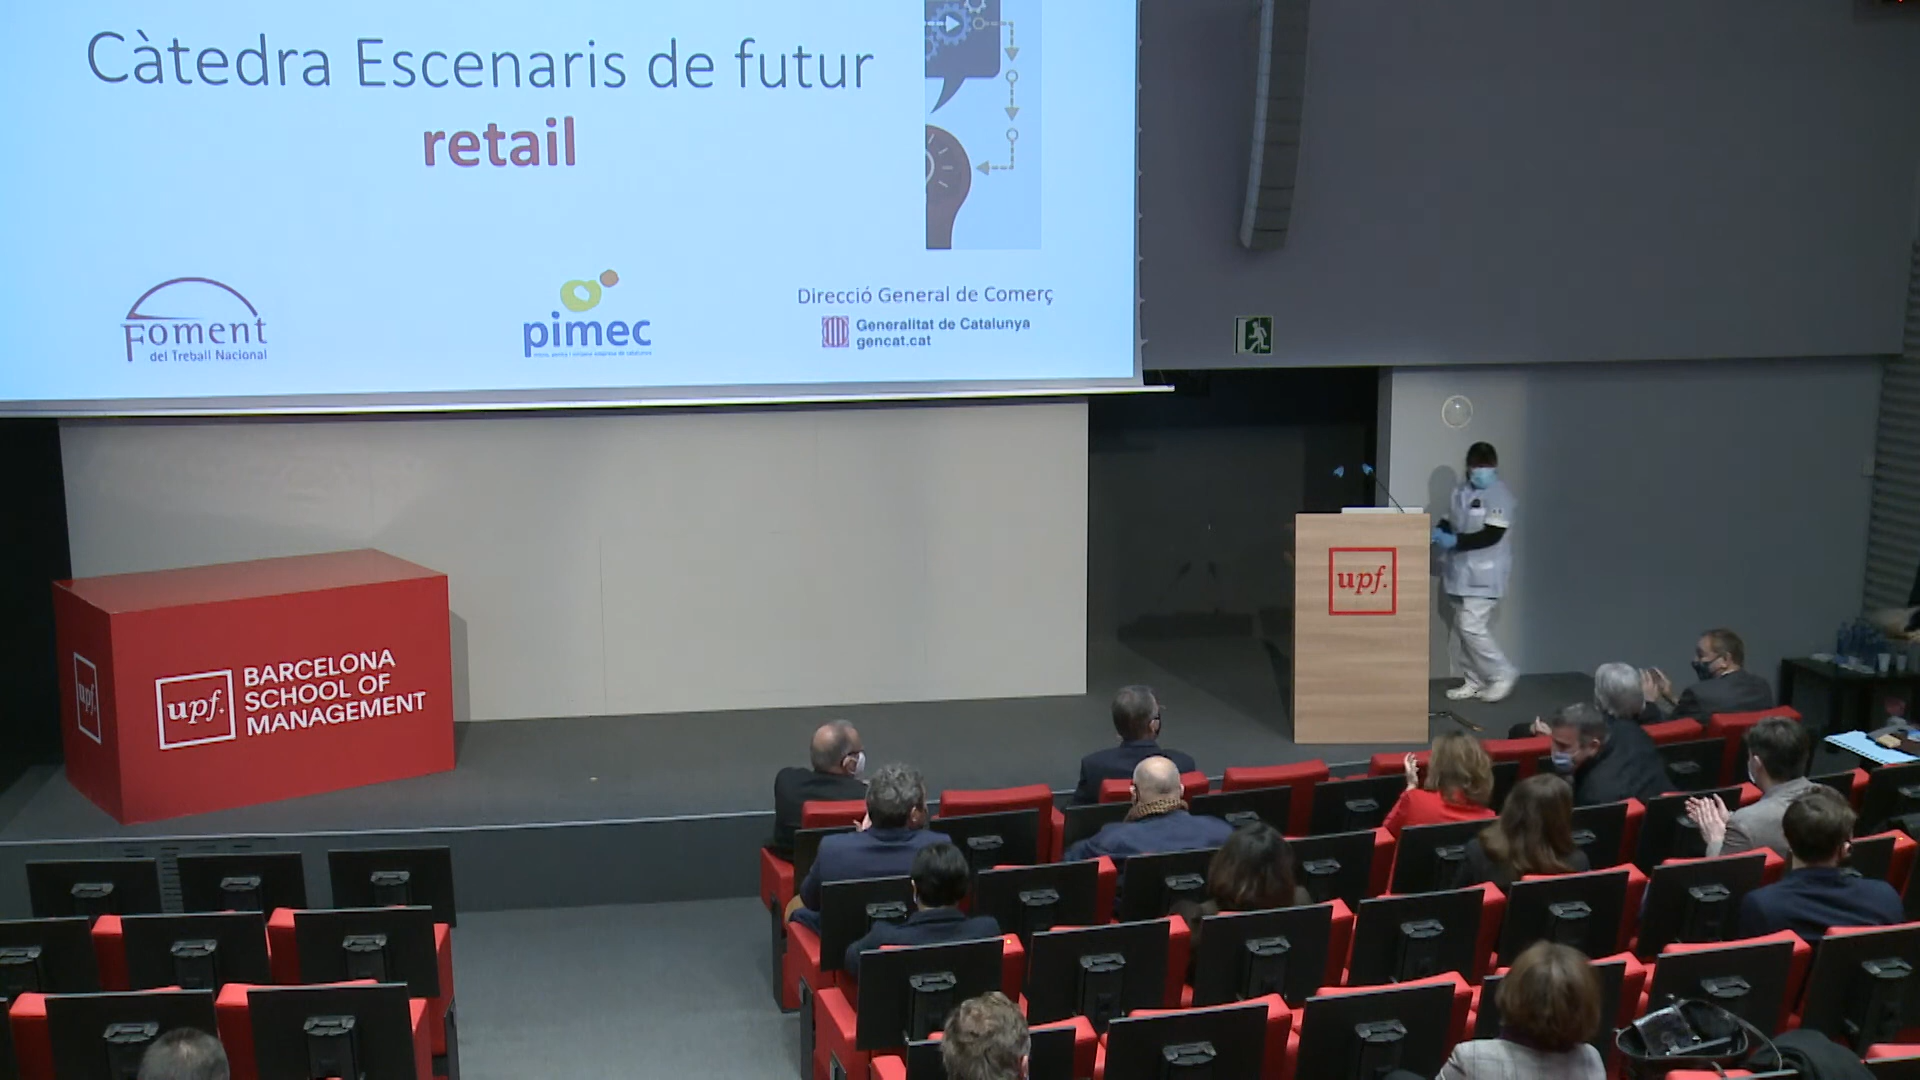 Càtedra Escenaris de futur
retail
Foment
del Treball Nacional
pimec
Direcció General de Comerç
Generalitat de Catalunya
gencat.cat
upf.
upf.
upf.
BARCELONA
SCHOOL OF
MANAGEMENT